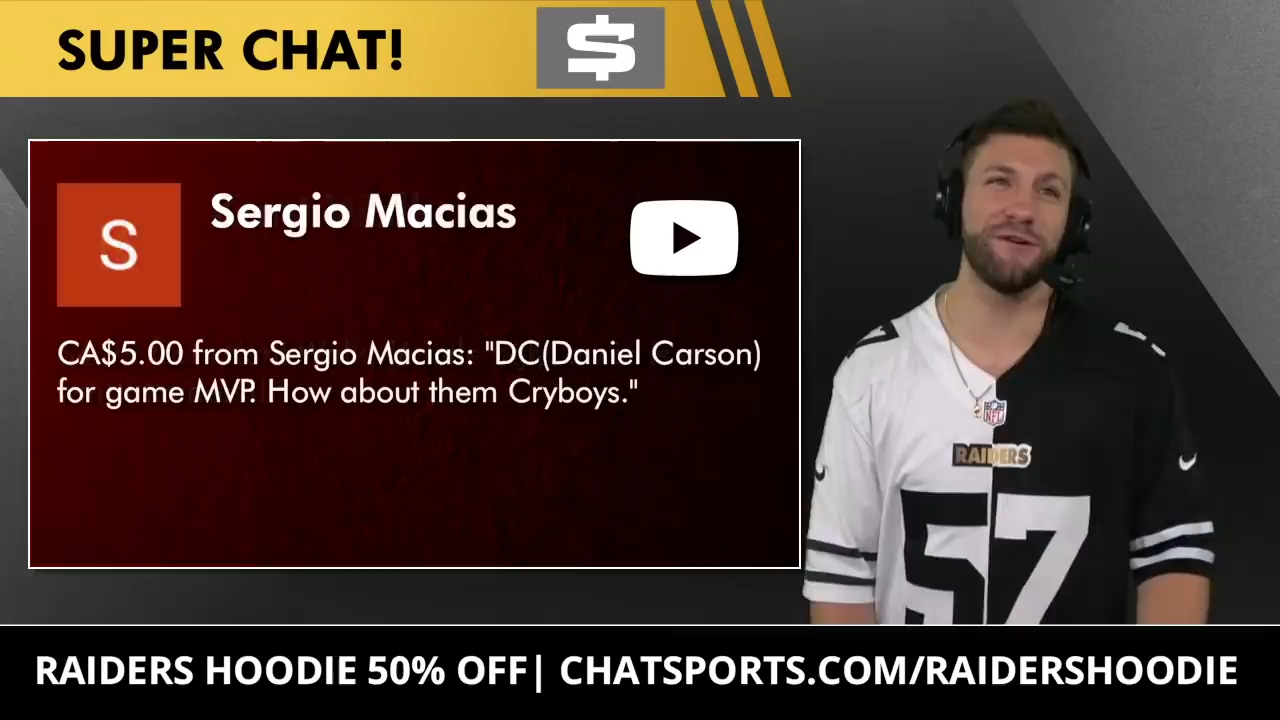 SUPER CHAT!
$
S
Sergio Macias
CA$5.00 from Sergio Macias: "DC(Daniel Carson)
for game MVP. How about them Cryboys."
NFL
RAIDERS
57
RAIDERS HOODIE 50% OFF| CHATSPORTS.COM/RAIDERSHOODIE